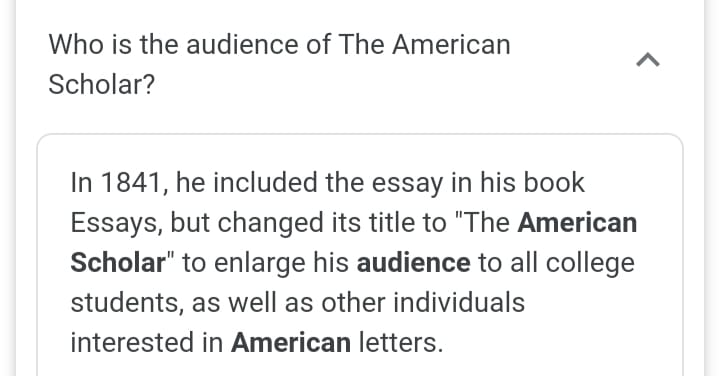 Who is the audience of The American
Scholar?
In 1841, he included the essay in his book
Essays, but changed its title to "The American
Scholar" to enlarge his audience to all college
students, as well as other individuals
interested in American letters.